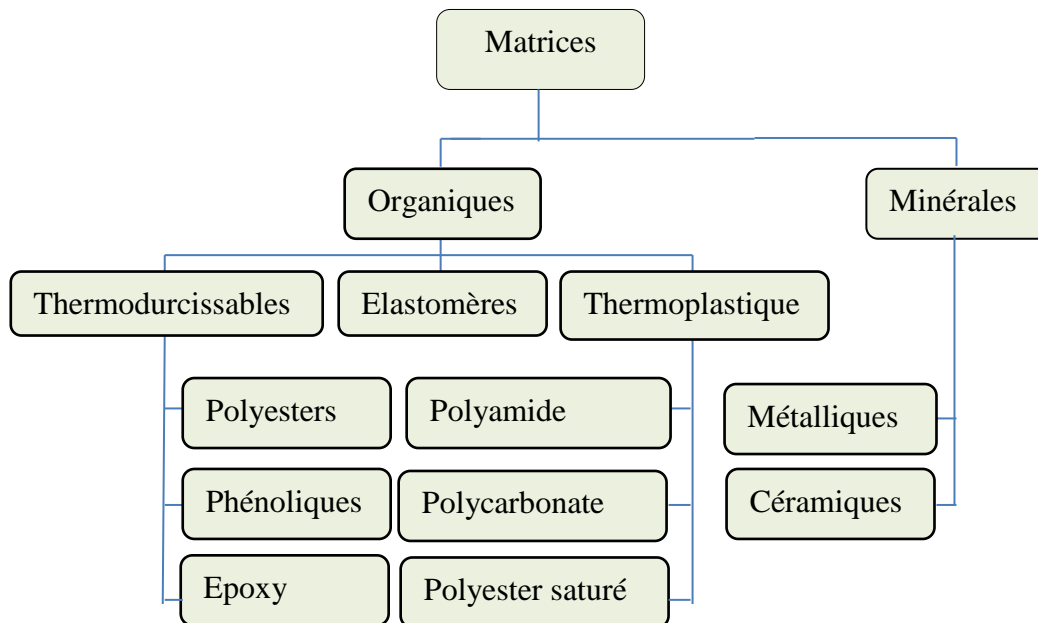 Matrices
Organiques
Minérales
Thermodurcissables
Elastomères
Thermoplastique
Polyesters
Polyamide
Métalliques
Phénoliques
Polycarbonate
Céramiques
Epoxy
Polyester saturé